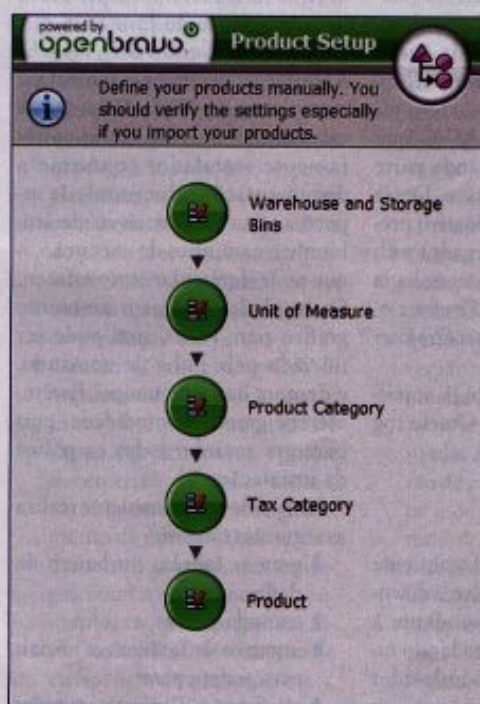 powered by
openbravo
Product Setup
Define your products manually. You
should verify the settings especially
if you import your products.
Warehouse and Storage
Bins
Unit of Measure
Product Category
Tax Category
Product